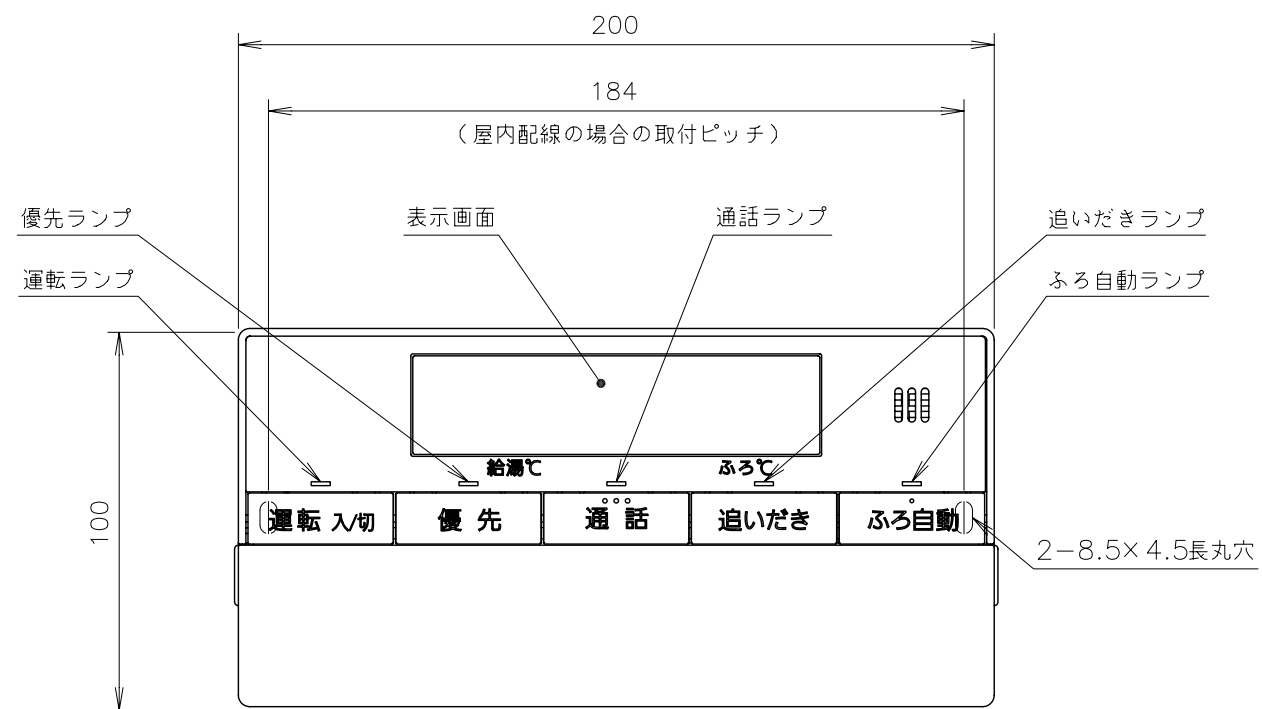 200
184
（屋内配線の場合の取付ピッチ）
優先ランプ
表示画面
通話ランプ
追いだきランプ
運転ランプ
ふろ自動ランプ
100
給湯℃
ふろ℃
運転 入/切
優先
通話
追いだき
ふろ自動
2-8.5×4.5長丸穴